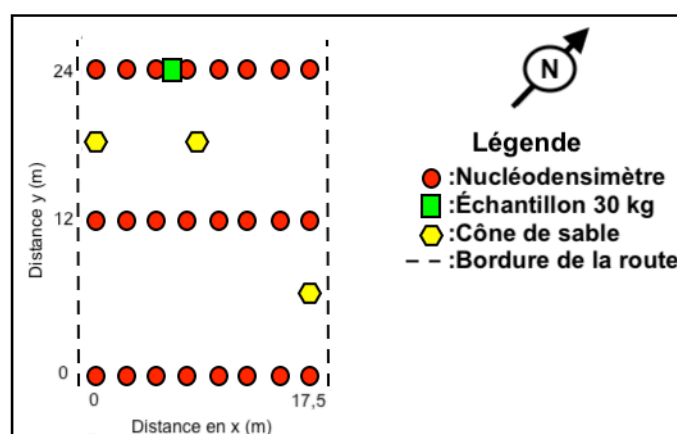 24
12
0
Distance y (m)
0
17,5
Distance en x (m)
N
Légende
:Nucléodensimètre
:Échantillon 30 kg
:Cône de sable
:Bordure de la route